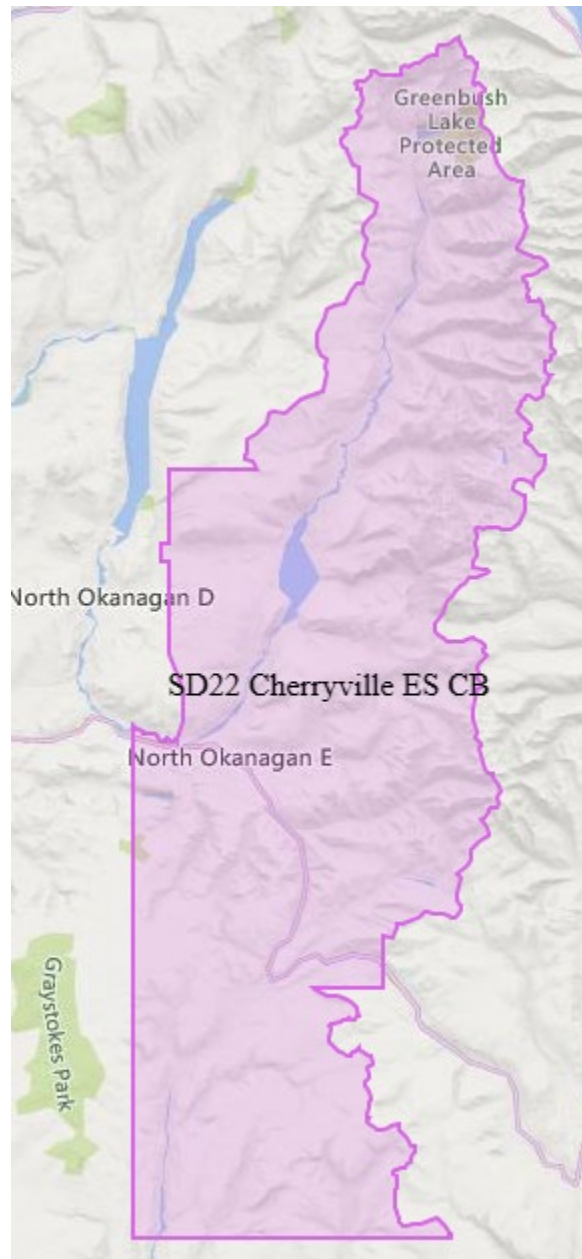 Greenbush
Lake
Protected
Area
North Okanagan D
SD22 Cherryville ES CB
North Okanagan E
Graystokes Park